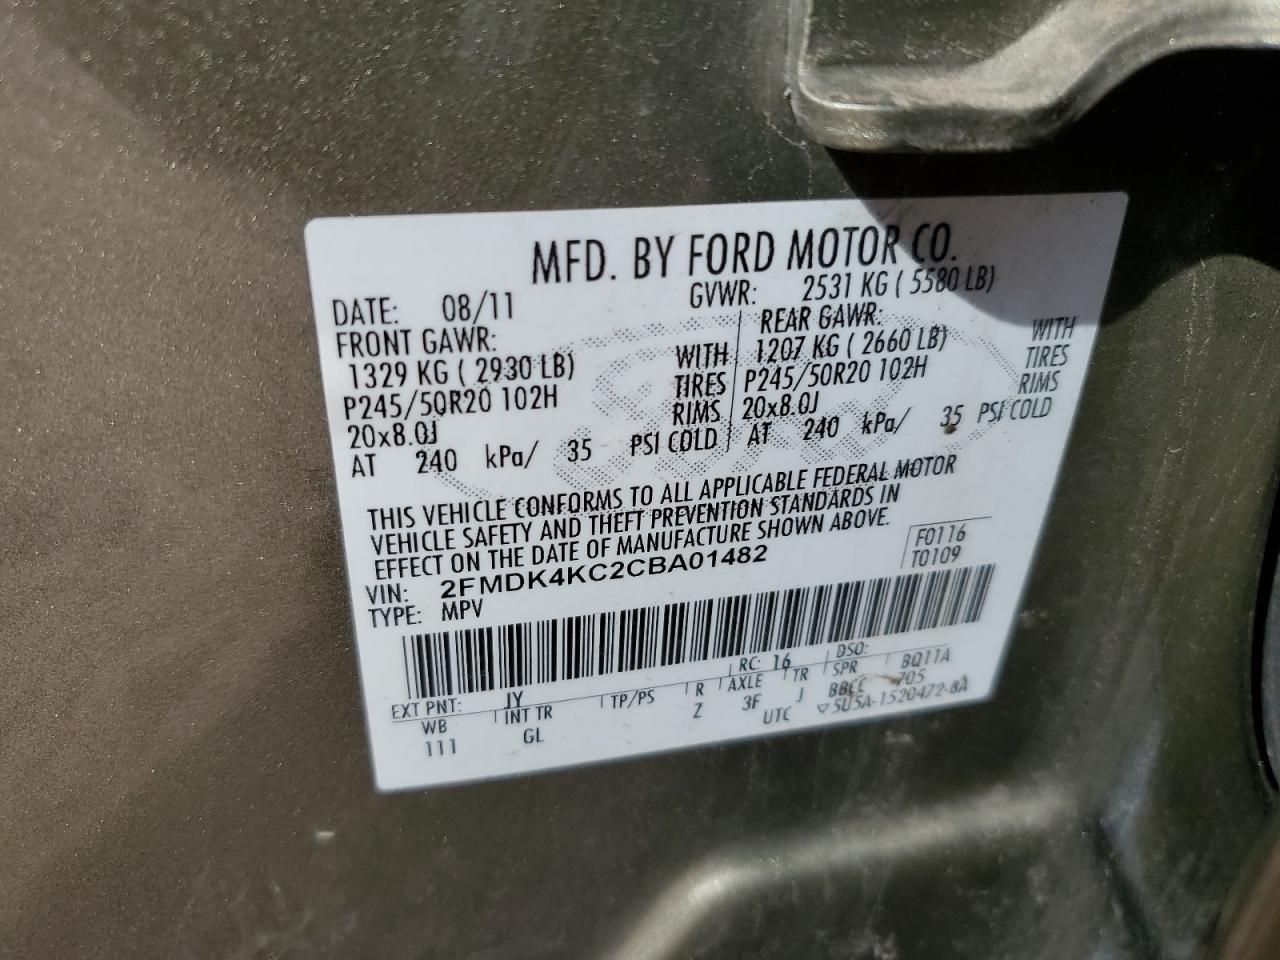 MFD. BY FORD MOTOR CO.
DATE: 08/11 GVWR: 2531 KG ( 5580 LB)
FRONT GAWR: REAR GAWR:
1329 KG ( 2930 LB) WITH 1207 KG ( 2660 LB) WITH
P245/50R20 102H TIRES P245/50R20 102H TIRES
20x8.0J RIMS 20x8.0J RIMS
AT 240 kPa/ 35 PSI COLD AT 240 kPa/ 35 PSI COLD
THIS VEHICLE CONFORMS TO ALL APPLICABLE FEDERAL MOTOR
VEHICLE SAFETY AND THEFT PREVENTION STANDARDS IN
EFFECT ON THE DATE OF MANUFACTURE SHOWN ABOVE.
F0116
VIN: 2FMDK4KC2CBA01482 T0109
TYPE: MPV
EXT PNT: JY RC: 16 DSO:
WB INT TR TP/PS R AXLE TR SPR BQ11A
111 GL Z 3F J BBCC 705
UTC ▽5U5A-1520472-BA